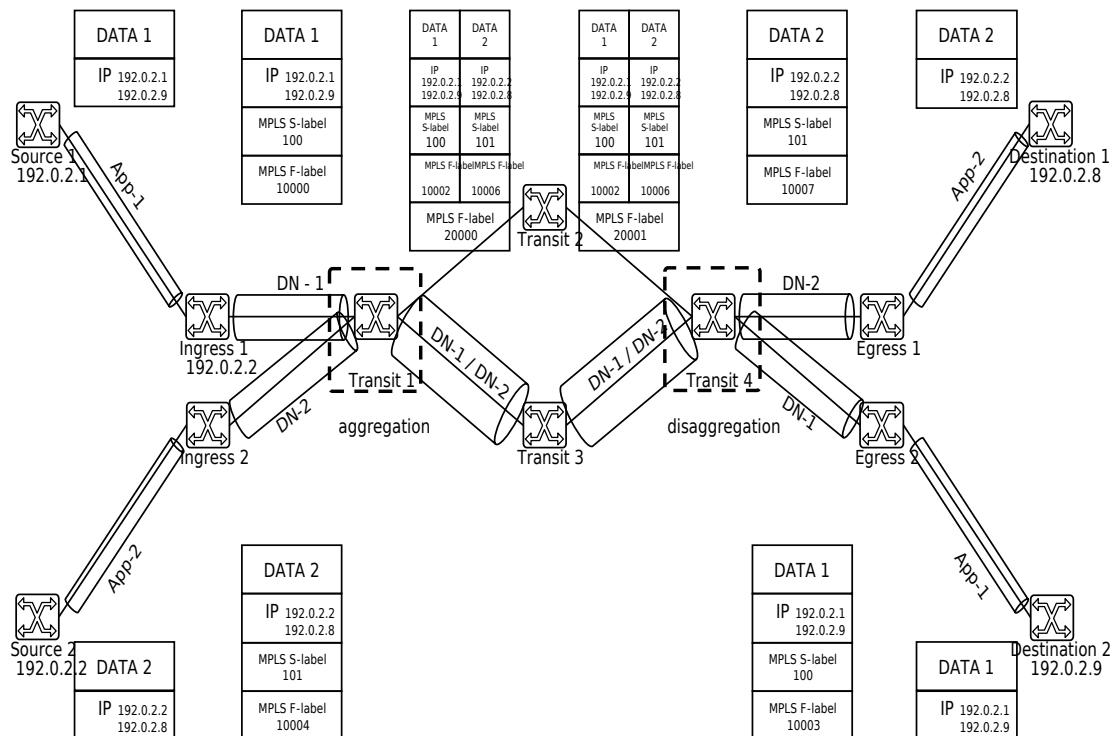 DATA 1
IP 192.0.2.1
192.0.2.9
DATA 1
IP 192.0.2.1
192.0.2.9
MPLS S-label
100
MPLS F-label
10000
DATA
1
DATA
2
IP
192.0.2.1
192.0.2.9
IP
192.0.2.2
192.0.2.8
MPLS
S-label
100
MPLS
S-label
101
MPLS F-label
10002
MPLS F-label
10006
MPLS F-label
20000
DATA
1
DATA
2
IP
192.0.2.1
192.0.2.9
IP
192.0.2.2
192.0.2.8
MPLS
S-label
100
MPLS
S-label
101
MPLS F-label
10002
MPLS F-label
10006
MPLS F-label
20001
DATA 2
IP 192.0.2.2
192.0.2.8
MPLS S-label
101
MPLS F-label
10007
DATA 2
IP 192.0.2.2
192.0.2.8
Source 1
192.0.2.1
App-1
Destination 1
192.0.2.8
App-2
Transit 2
DN - 1
DN-2
Ingress 1
192.0.2.2
Transit 1
DN-1 / DN-2
DN-1 / DN-2
Transit 4
Egress 1
DN-2
aggregation
disaggregation
DN-1
Ingress 2
Transit 3
Egress 2
App-2
App-1
Source 2
192.0.2.2
Destination 2
192.0.2.9
DATA 2
IP 192.0.2.2
192.0.2.8
DATA 2
IP 192.0.2.2
192.0.2.8
MPLS S-label
101
MPLS F-label
10004
DATA 1
IP 192.0.2.1
192.0.2.9
MPLS S-label
100
MPLS F-label
10003
DATA 1
IP 192.0.2.1
192.0.2.9